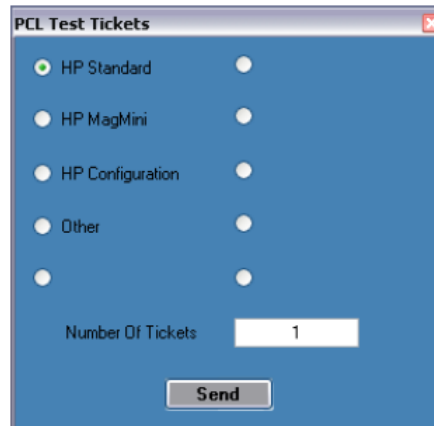 PCL Test Tickets
HP Standard
HP MagMini
HP Configuration
Other
Number Of Tickets 1
Send